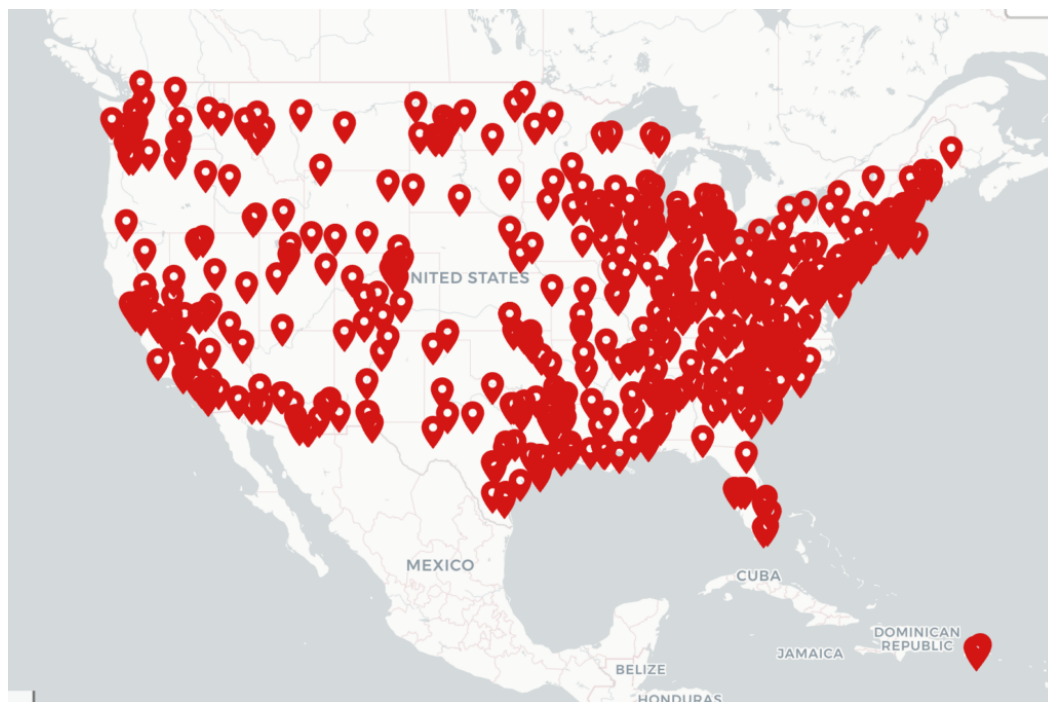 UNITED STATES
MEXICO
CUBA
DOMINICAN
REPUBLIC
JAMAICA
BELIZE
HONDURAS